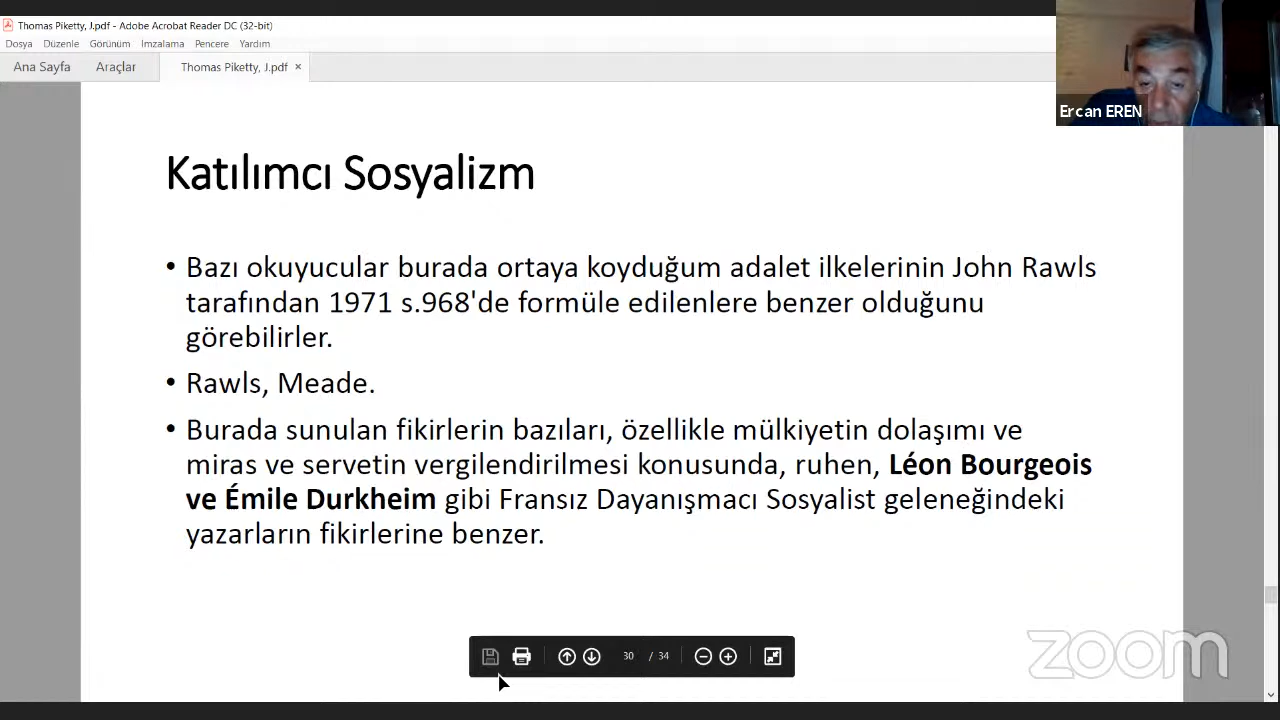 Thomas Piketty, J.pdf - Adobe Acrobat Reader DC (32-bit)
Dosya Düzenle Görünüm İmzalama Pencere Yardım
Ana Sayfa Araçlar Thomas Piketty, J.pdf ×
Ercan EREN
Katılımcı Sosyalizm
• Bazı okuyucular burada ortaya koyduğum adalet ilkelerinin John Rawls
tarafından 1971 s.968'de formüle edilenlere benzer olduğunu
görebilirler.
• Rawls, Meade.
• Burada sunulan fikirlerin bazıları, özellikle mülkiyetin dolaşımı ve
miras ve servetin vergilendirilmesi konusunda, ruhen, Léon Bourgeois
ve Émile Durkheim gibi Fransız Dayanışmacı Sosyalist geleneğindeki
yazarların fikirlerine benzer.
30 / 34
zoom